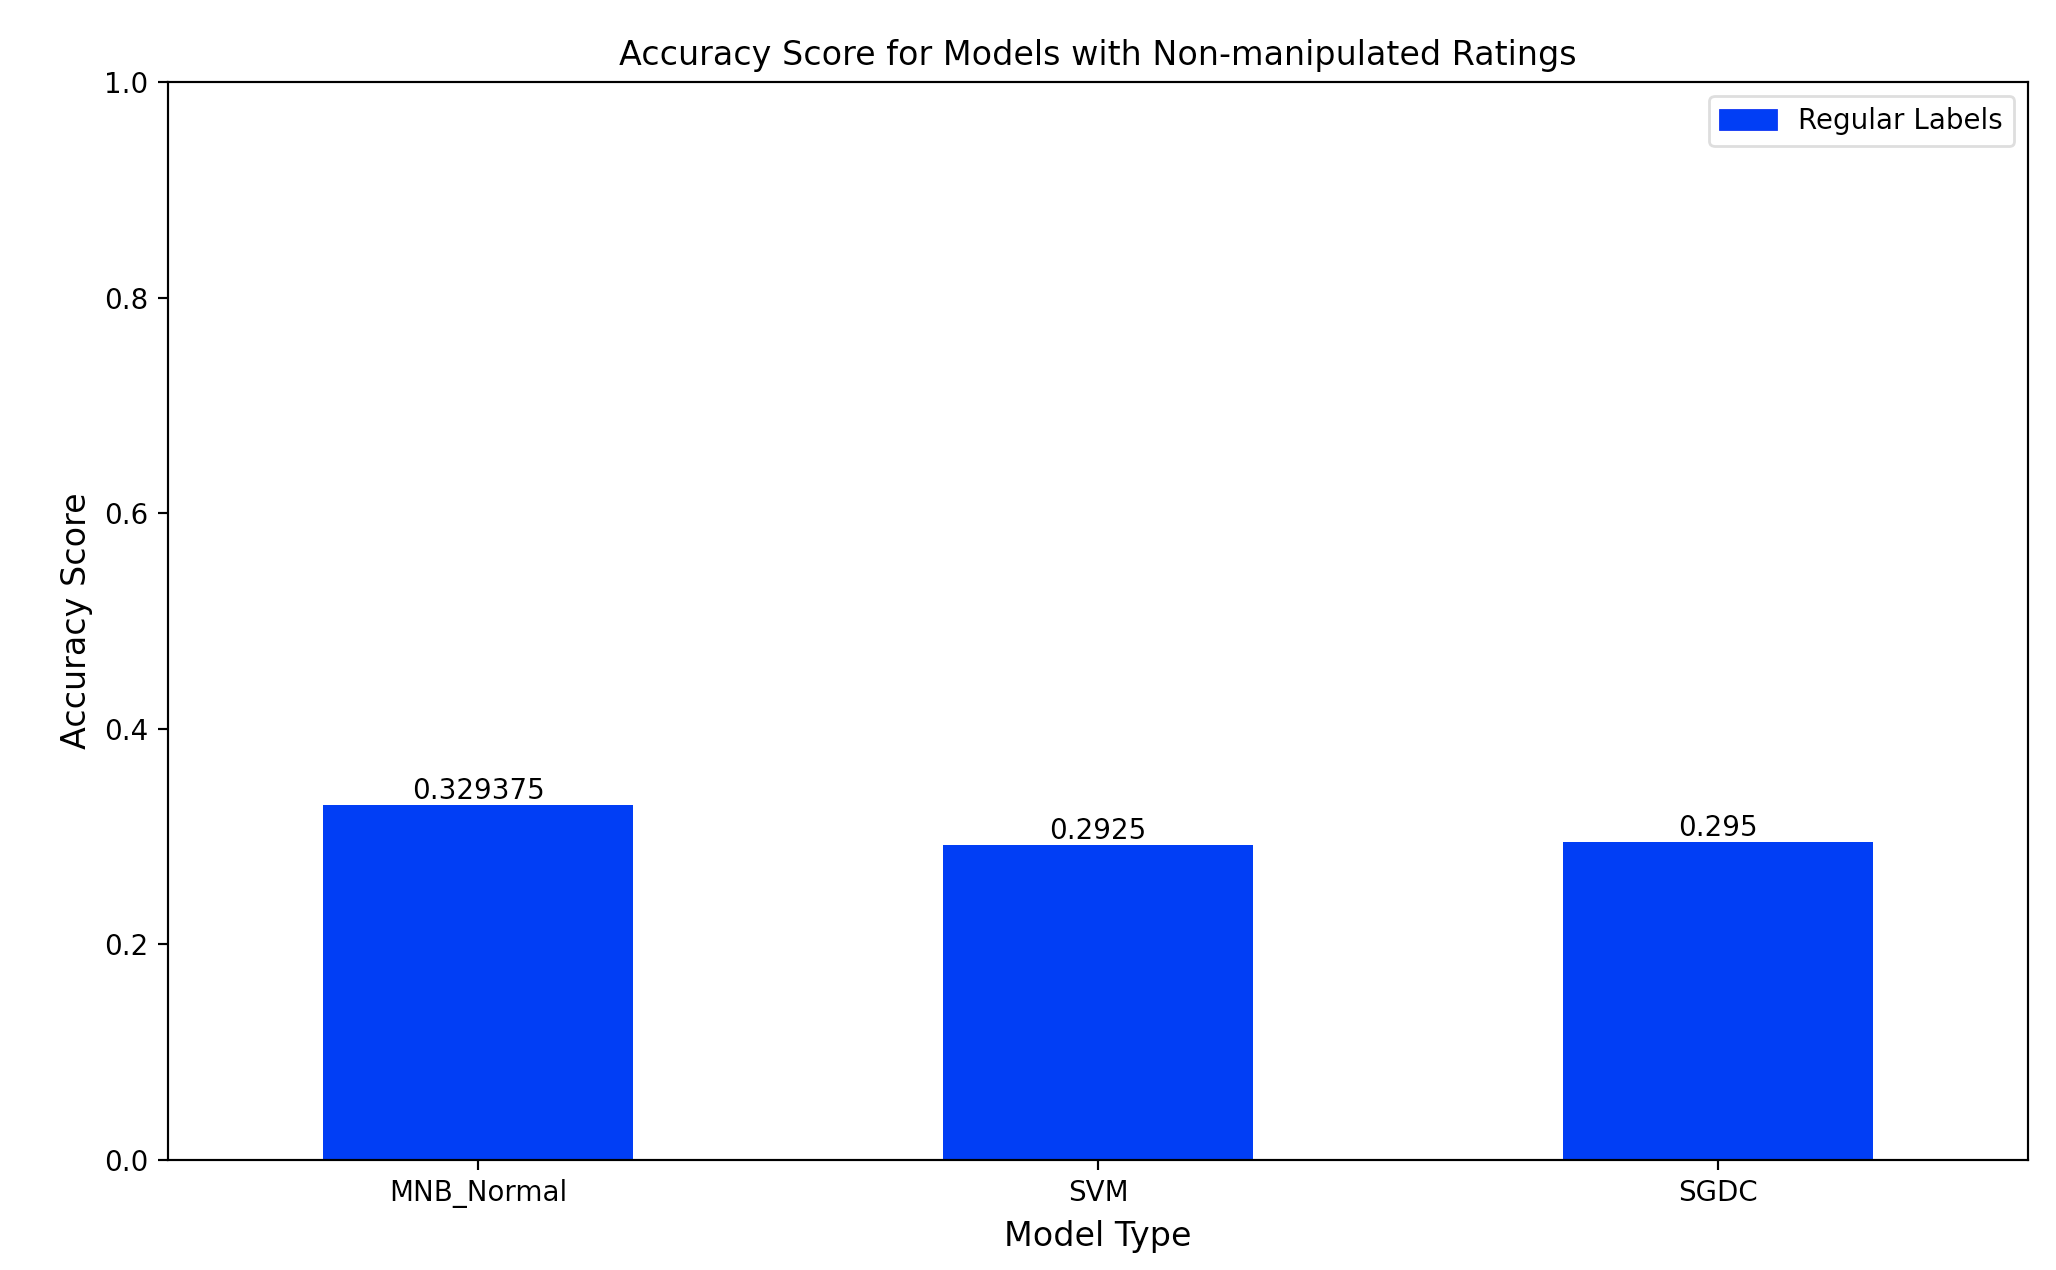 Accuracy Score for Models with Non-manipulated Ratings
Regular Labels
Accuracy Score
1.0
0.8
0.6
0.4
0.2
0.0
0.329375
0.2925
0.295
MNB_Normal
SVM
SGDC
Model Type